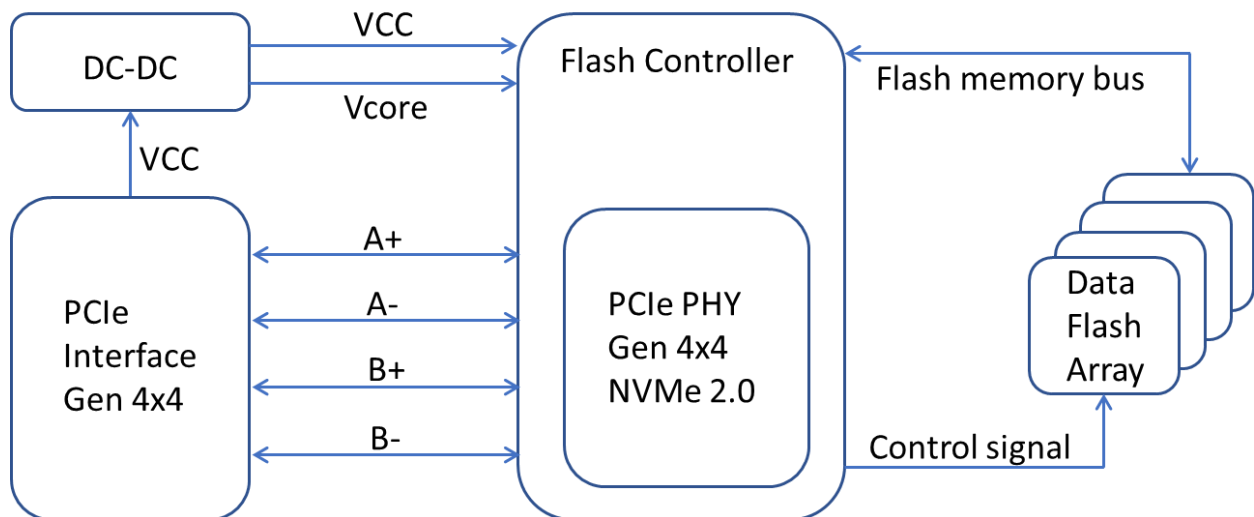 DC-DC
VCC
Vcore
VCC
Flash Controller
Flash memory bus
PCIe
Interface
Gen 4x4
A+
A-
B+
B-
PCIe PHY
Gen 4x4
NVMe 2.0
Data
Flash
Array
Control signal